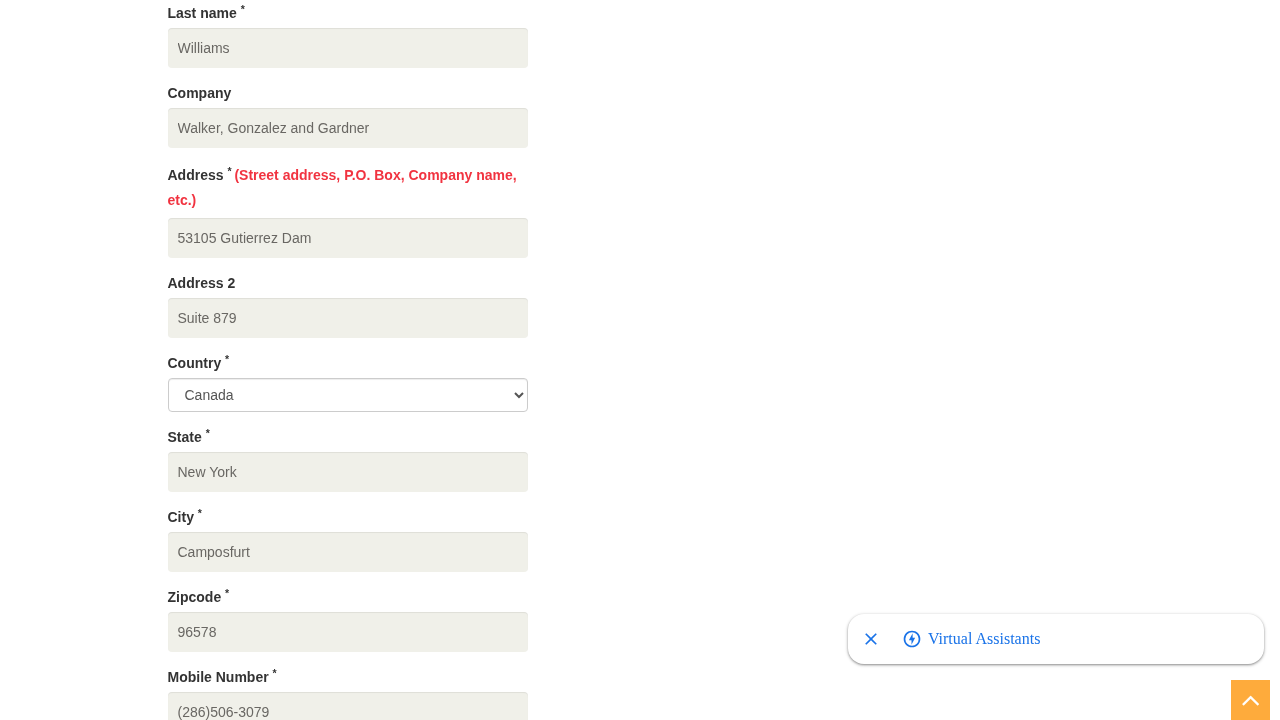 Last name *
Williams
Company
Walker, Gonzalez and Gardner
Address * (Street address, P.O. Box, Company name,
etc.)
53105 Gutierrez Dam
Address 2
Suite 879
Country *
Canada
State *
New York
City *
Camposfurt
Zipcode *
96578
Virtual Assistants
Mobile Number *
(286)506-3079